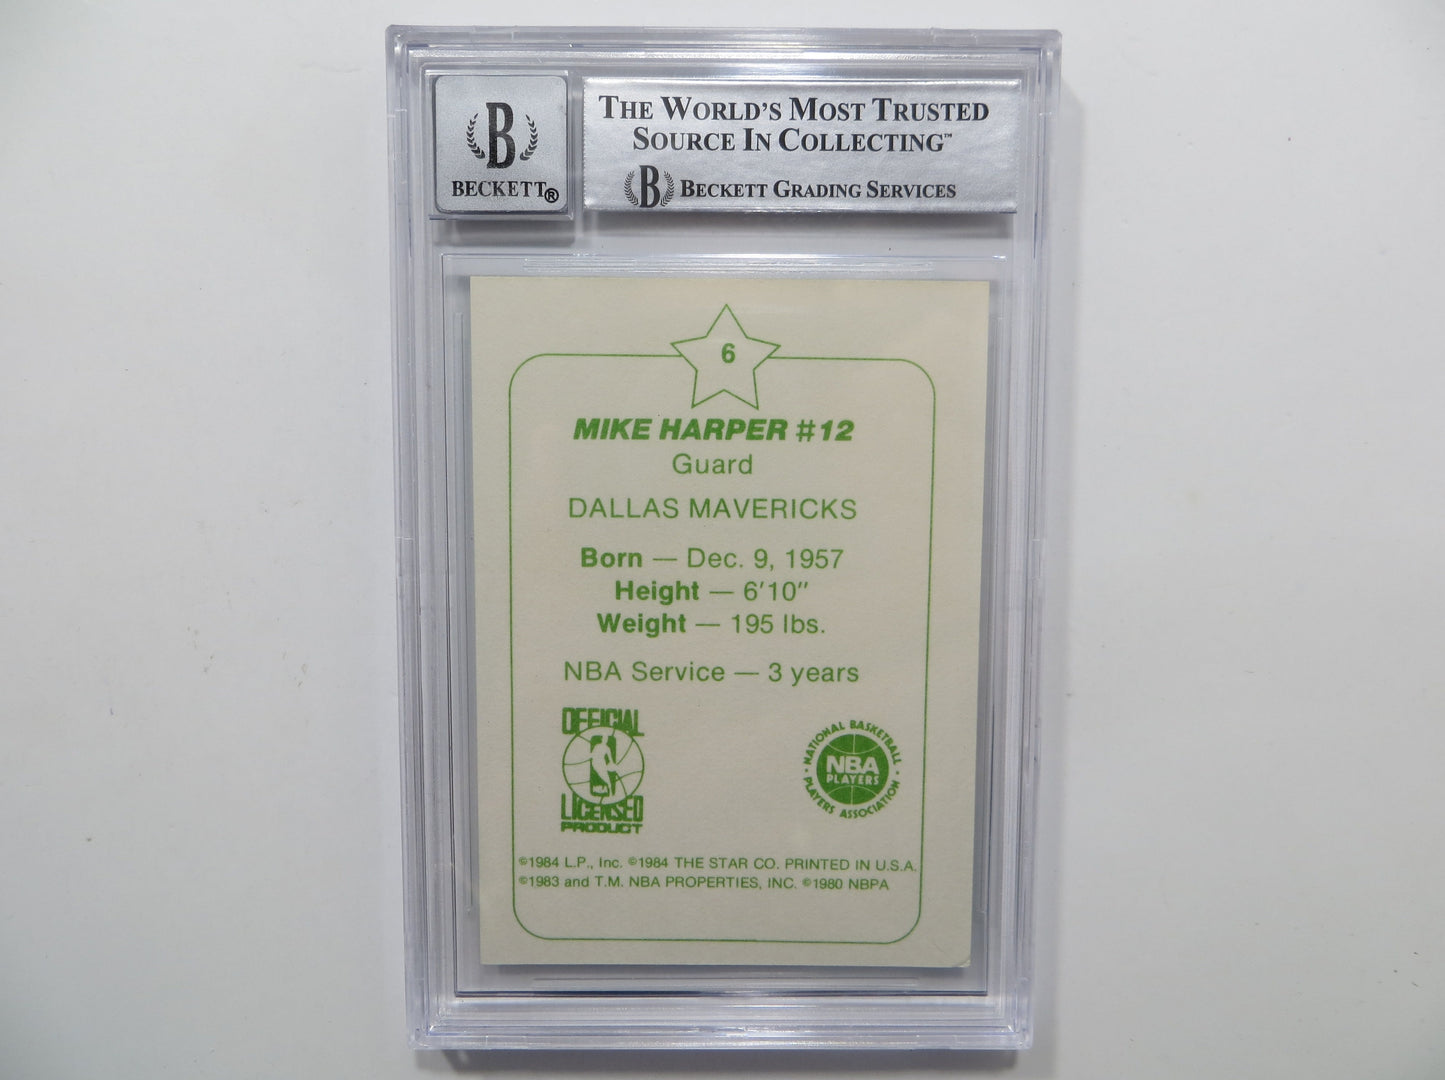 B
BECKETT®
THE WORLD'S MOST TRUSTED
SOURCE IN COLLECTING™
B BECKETT GRADING SERVICES
6
MIKE HARPER #12
Guard
DALLAS MAVERICKS
Born — Dec. 9, 1957
Height — 6'10"
Weight — 195 lbs.
NBA Service — 3 years
OFFICIAL
NBA
LICENSED
PRODUCT
NATIONAL BASKETBALL
NBA
PLAYERS
PLAYERS ASSOCIATION
©1984 L.P., Inc. ©1984 THE STAR CO. PRINTED IN U.S.A.
©1983 and T.M. NBA PROPERTIES, INC. ©1980 NBPA